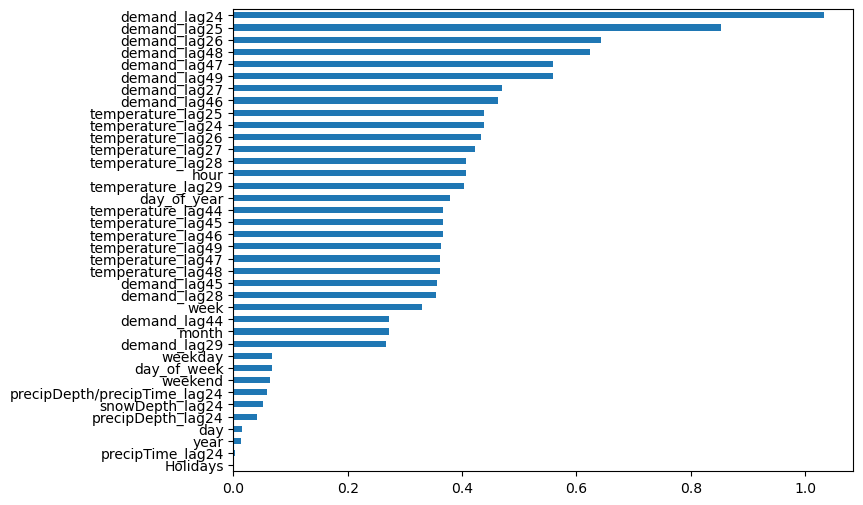 demand_lag24
demand_lag25
demand_lag26
demand_lag48
demand_lag47
demand_lag49
demand_lag27
demand_lag46
temperature_lag25
temperature_lag24
temperature_lag26
temperature_lag27
temperature_lag28
hour
temperature_lag29
day_of_year
temperature_lag44
temperature_lag45
temperature_lag46
temperature_lag49
temperature_lag47
temperature_lag48
demand_lag45
demand_lag28
week
demand_lag44
month
demand_lag29
weekday
day_of_week
weekend
precipDepth/precipTime_lag24
snowDepth_lag24
precipDepth_lag24
day
year
precipTime_lag24
Holidays
0.0 0.2 0.4 0.6 0.8 1.0